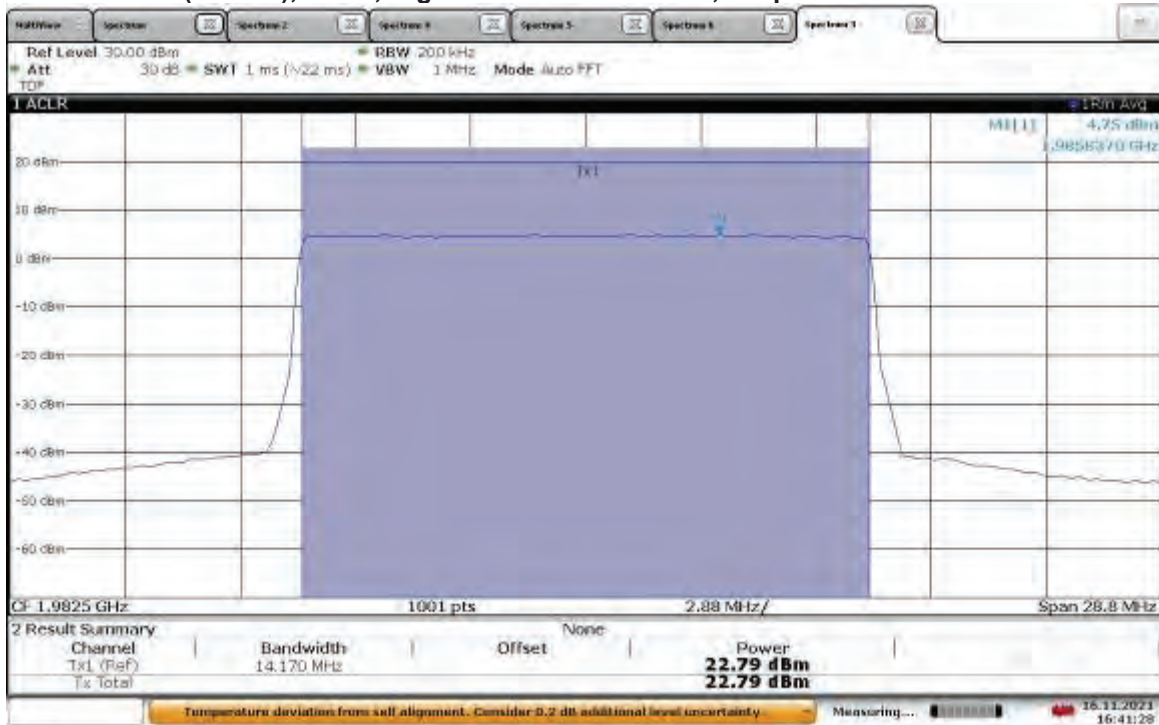 MultiView Spectrum Spectrum 2 Spectrum 4 Spectrum 5 Spectrum 6 Spectrum 3
Ref Level 30.00 dBm RBW 200 kHz
Att 30 dB SWT 1 ms (~22 ms) VBW 1 MHz Mode Auto FFT
TDF
1 ACLR 1Rm Avg
M1[1] 4.75 dBm
1.9858370 GHz
20 dBm
Tx1
10 dBm
0 dBm
-10 dBm
-20 dBm
-30 dBm
-40 dBm
-50 dBm
-60 dBm
CF 1.9825 GHz 1001 pts 2.88 MHz/ Span 28.8 MHz
2 Result Summary None
Channel Bandwidth Offset Power
Tx1 (Ref) 14.170 MHz 22.79 dBm
Tx Total 22.79 dBm
Temperature deviation from self alignment. Consider 0.2 dB additional level uncertainty. Measuring... 16.11.2021
16:41:28